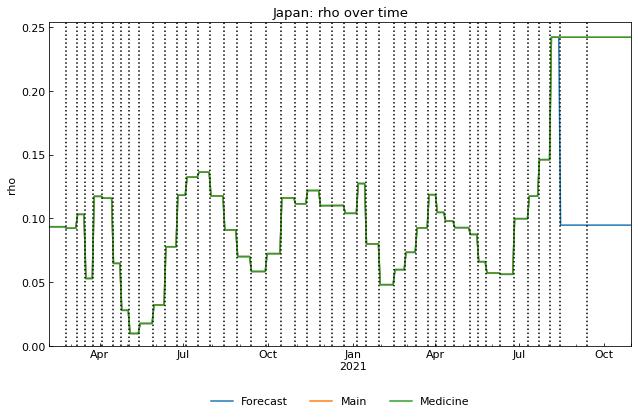 Japan: rho over time
0.25
0.20
0.15
0.10
0.05
0.00
rho
Apr Jul Oct Jan Apr Jul Oct
2021
Forecast Main Medicine